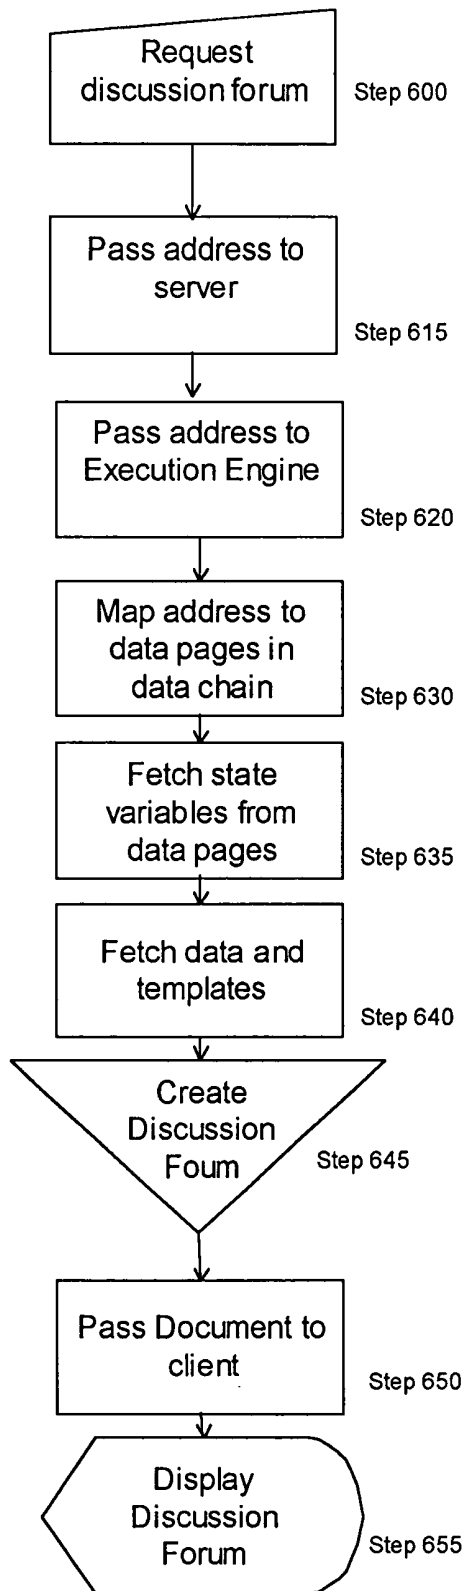 Request
discussion forum
Step 600
Pass address to
server
Step 615
Pass address to
Execution Engine
Step 620
Map address to
data pages in
data chain
Step 630
Fetch state
variables from
data pages
Step 635
Fetch data and
templates
Step 640
Create
Discussion
Foum
Step 645
Pass Document to
client
Step 650
Display
Discussion
Forum
Step 655